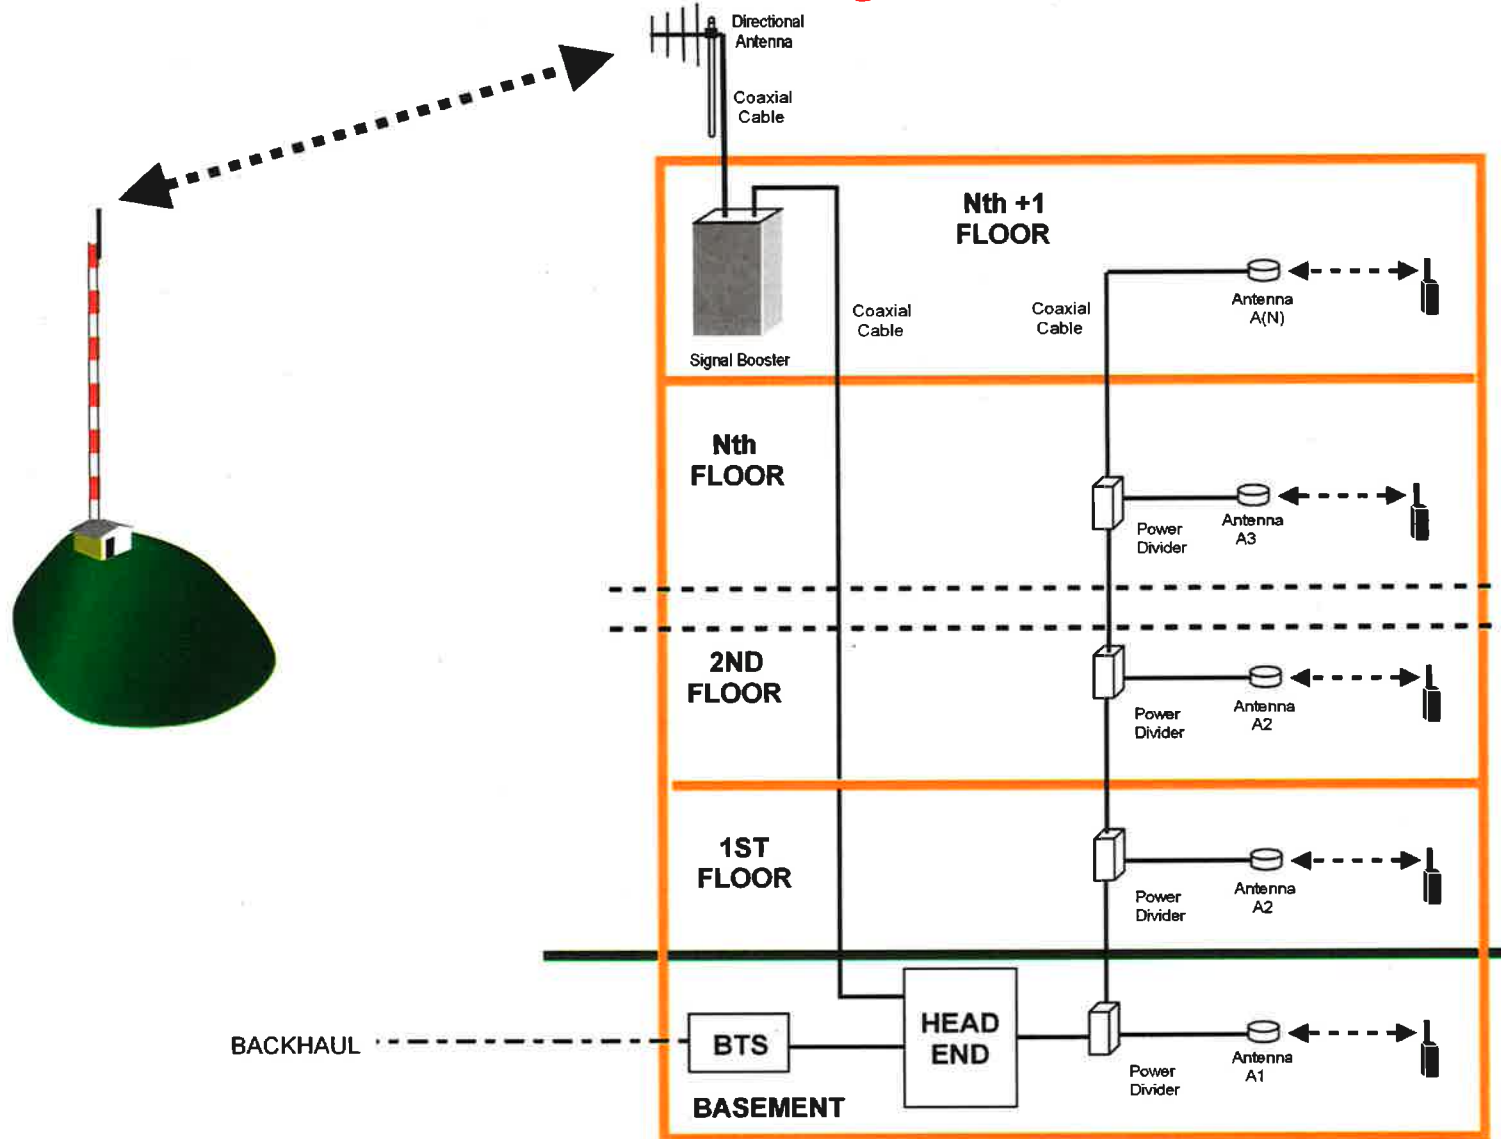 Directional
Antenna
Coaxial
Cable
Nth +1
FLOOR
Coaxial
Cable
Coaxial
Cable
Antenna
A(N)
Signal Booster
Nth
FLOOR
Power
Divider
Antenna
A3
2ND
FLOOR
Power
Divider
Antenna
A2
1ST
FLOOR
Power
Divider
Antenna
A2
BACKHAUL
BTS
HEAD
END
Power
Divider
Antenna
A1
BASEMENT